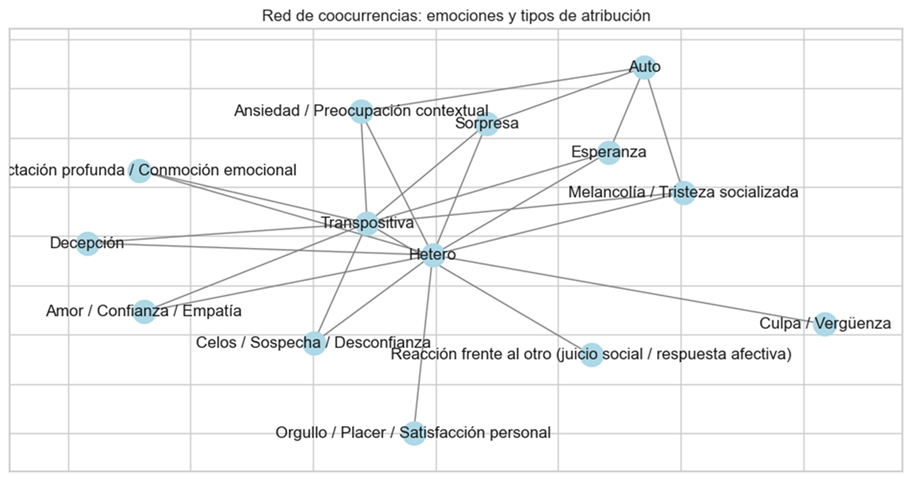 Red de coocurrencias: emociones y tipos de atribución
Auto
Ansiedad / Preocupación contextual
Sorpresa
Esperanza
ctación profunda / Conmoción emocional
Melancolía / Tristeza socializada
Transpositiva
Decepción
Hetero
Amor / Confianza / Empatía
Culpa / Vergüenza
Celos / Sospecha / Desconfianza
Reacción frente al otro (juicio social / respuesta afectiva)
Orgullo / Placer / Satisfacción personal